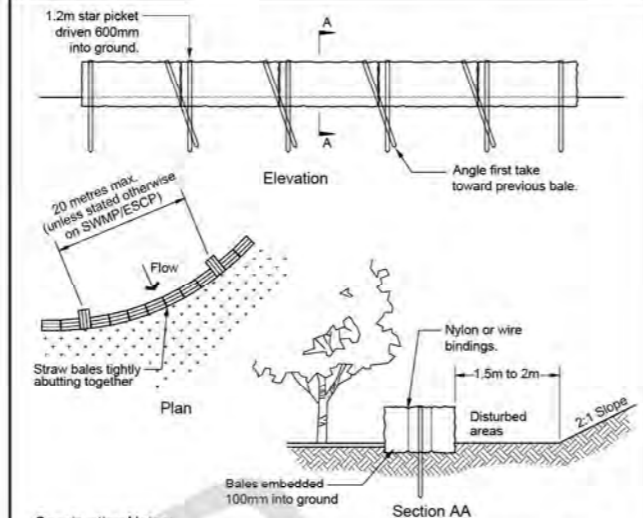 1.2m star picket
driven 600mm
into ground.
A
A
Angle first take
toward previous bale.
Elevation
20 metres max.
(unless stated otherwise
on SWMP/ESCP)
Flow
Straw bales tightly
abutting together
Plan
Nylon or wire
bindings.
1.5m to 2m
Disturbed
areas
2:1 Slope
Bales embedded
100mm into ground
Section AA